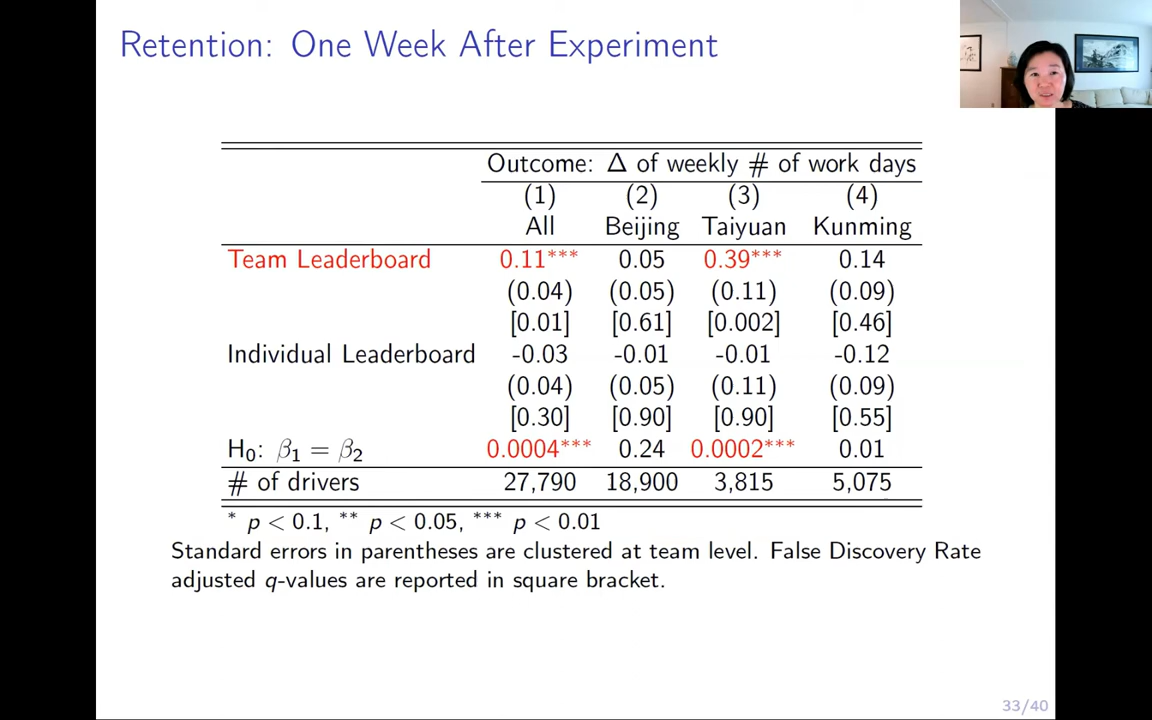 Retention: One Week After Experiment
Outcome: Δ of weekly # of work days
(1) (2) (3) (4)
All Beijing Taiyuan Kunming
Team Leaderboard 0.11*** 0.05 0.39*** 0.14
(0.04) (0.05) (0.11) (0.09)
[0.01] [0.61] [0.002] [0.46]
Individual Leaderboard -0.03 -0.01 -0.01 -0.12
(0.04) (0.05) (0.11) (0.09)
[0.30] [0.90] [0.90] [0.55]
H₀: β₁ = β₂ 0.0004*** 0.24 0.0002*** 0.01
# of drivers 27,790 18,900 3,815 5,075
* p < 0.1, ** p < 0.05, *** p < 0.01
Standard errors in parentheses are clustered at team level. False Discovery Rate
adjusted q-values are reported in square bracket.
33/40